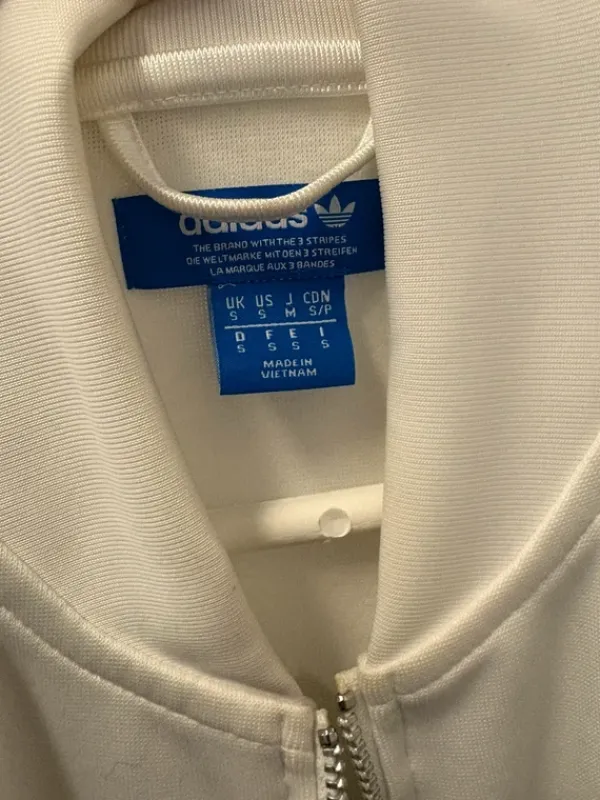 adidas
THE BRAND WITH THE 3 STRIPES
DIE WELTMARKE MIT DEN 3 STREIFEN
LA MARQUE AUX 3 BANDES
UK US J CDN
S S M S/P
D F E I
S S S S
MADE IN
VIETNAM